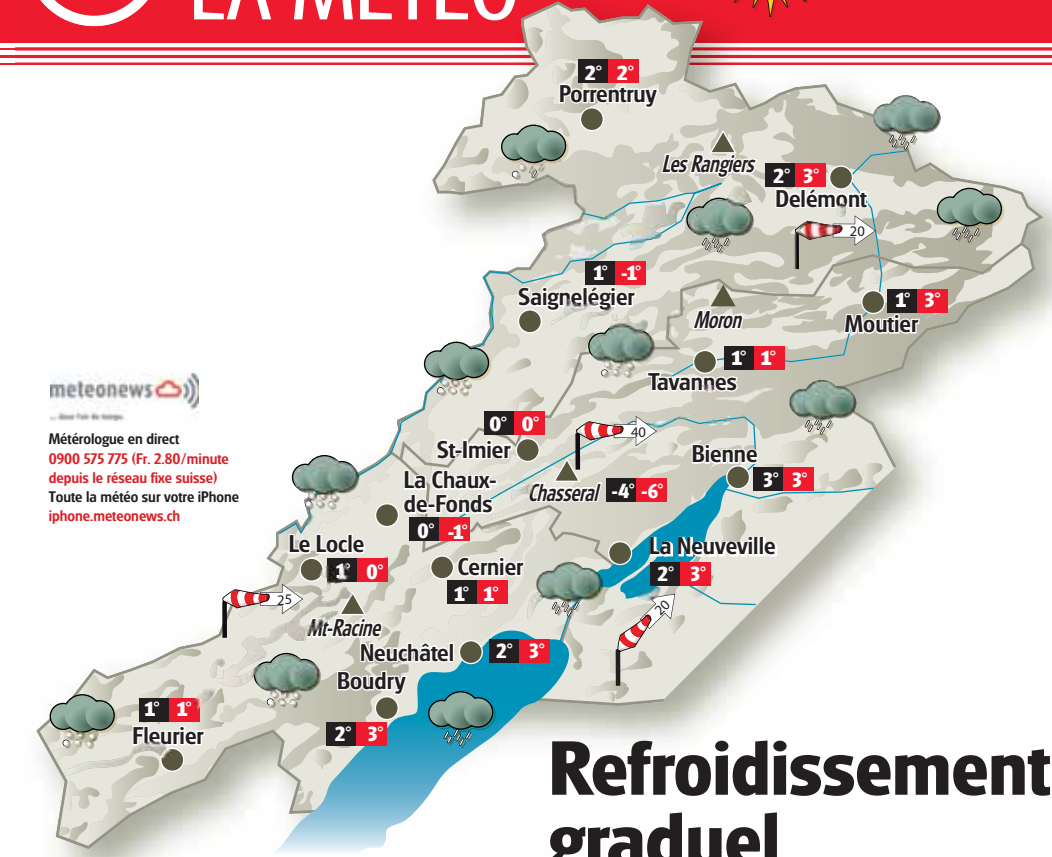 LA MÉTÉO
2° 2°
Porrentruy
Les Rangiers
2° 3°
Delémont
20
1° -1°
Saignelégier
Moron
1° 3°
Moutier
1° 1°
Tavannes
meteonews
Météorologue en direct
0900 575 775 (Fr. 2.80/minute
depuis le réseau fixe suisse)
Toute la météo sur votre iPhone
iphone.meteonews.ch
0° 0°
St-Imier
40
Bienne
3° 3°
Chasseral -4° -6°
La Chaux-
de-Fonds
0° -1°
Le Locle
1° 0°
Cernier
1° 1°
La Neuveville
2° 3°
25
20
Mt-Racine
Neuchâtel 2° 3°
Boudry
2° 3°
1° 1°
Fleurier
Refroidissement
graduel